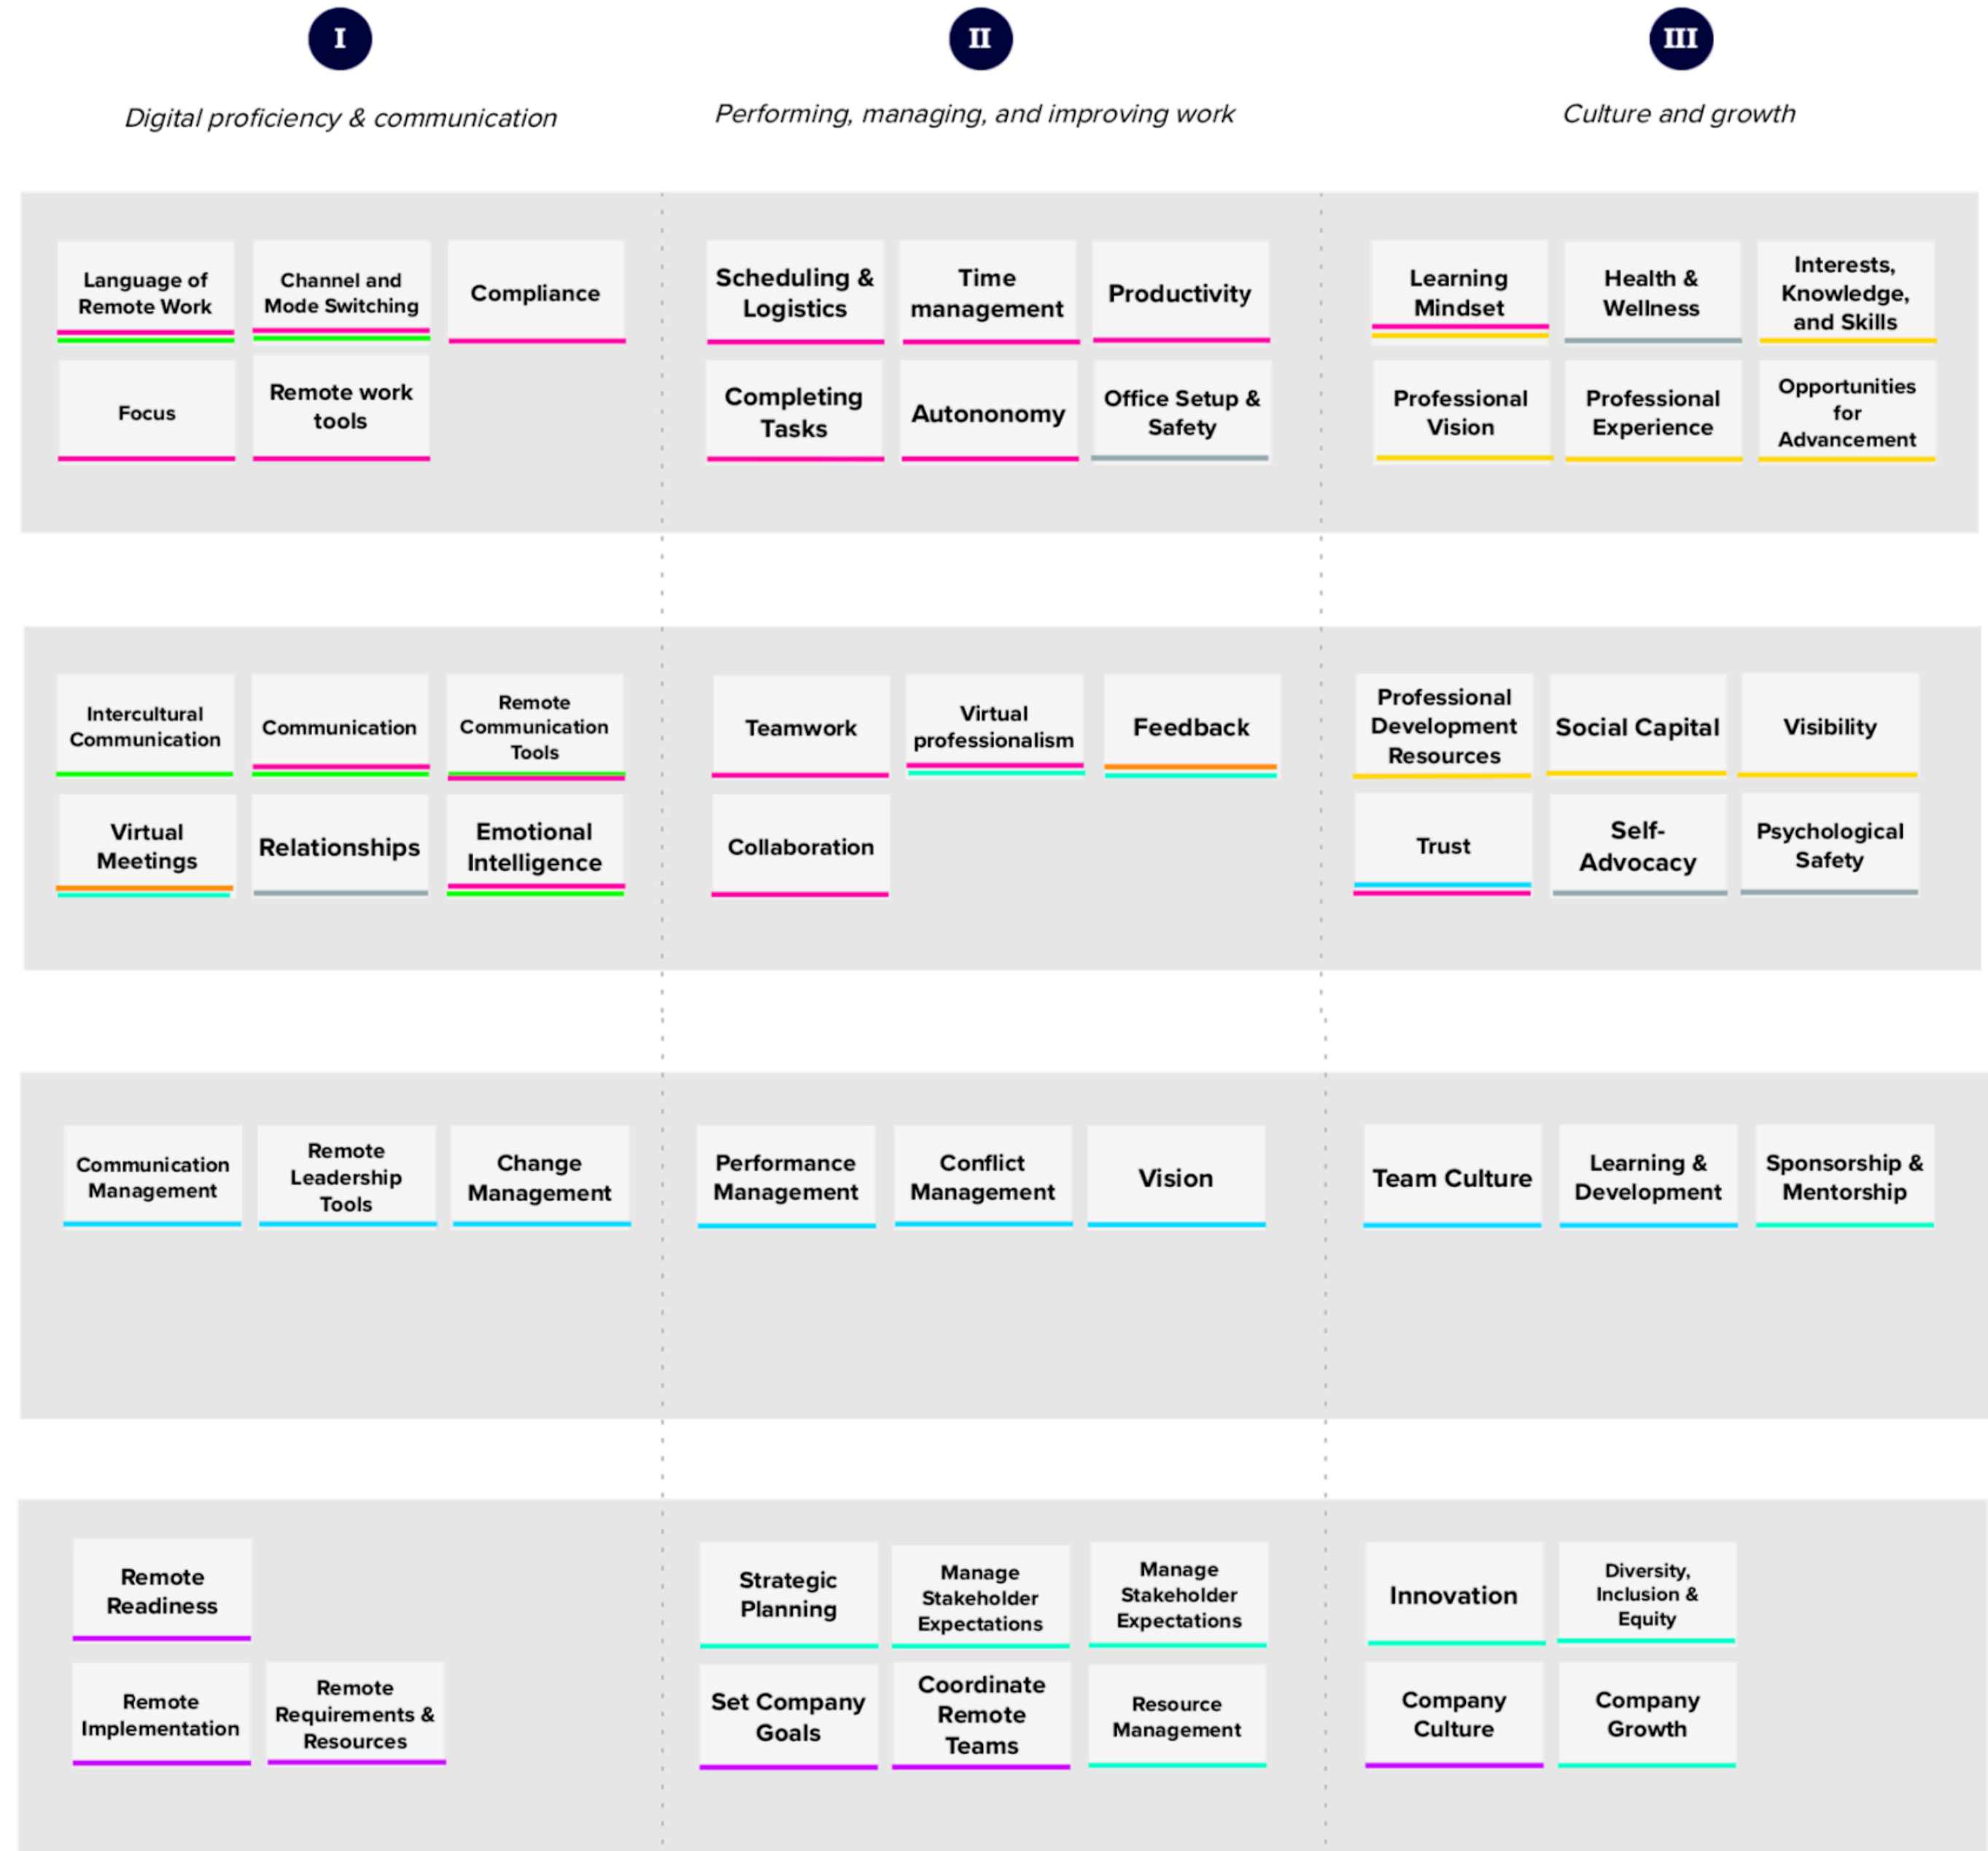 I
II
III
Digital proficiency & communication
Performing, managing, and improving work
Culture and growth
Language of
Remote Work
Channel and
Mode Switching
Compliance
Focus
Remote work
tools
Scheduling &
Logistics
Time
management
Productivity
Completing
Tasks
Autononomy
Office Setup &
Safety
Learning
Mindset
Health &
Wellness
Interests,
Knowledge,
and Skills
Professional
Vision
Professional
Experience
Opportunities
for
Advancement
Intercultural
Communication
Communication
Remote
Communication
Tools
Virtual
Meetings
Relationships
Emotional
Intelligence
Teamwork
Virtual
professionalism
Feedback
Collaboration
Professional
Development
Resources
Social Capital
Visibility
Trust
Self-
Advocacy
Psychological
Safety
Communication
Management
Remote
Leadership
Tools
Change
Management
Performance
Management
Conflict
Management
Vision
Team Culture
Learning &
Development
Sponsorship &
Mentorship
Remote
Readiness
Remote
Implementation
Remote
Requirements &
Resources
Strategic
Planning
Manage
Stakeholder
Expectations
Manage
Stakeholder
Expectations
Set Company
Goals
Coordinate
Remote
Teams
Resource
Management
Innovation
Diversity,
Inclusion &
Equity
Company
Culture
Company
Growth